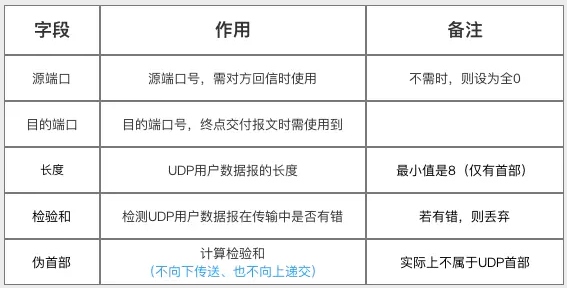 字段 作用 备注
源端口 源端口号，需对方回信时使用 不需时，则设为全0
目的端口 目的端口号，终点交付报文时需使用到
长度 UDP用户数据报的长度 最小值是8（仅有首部）
检验和 检测UDP用户数据报在传输中是否有错 若有错，则丢弃
伪首部 计算检验和 实际上不属于UDP首部
（不向下传送、也不向上递交）